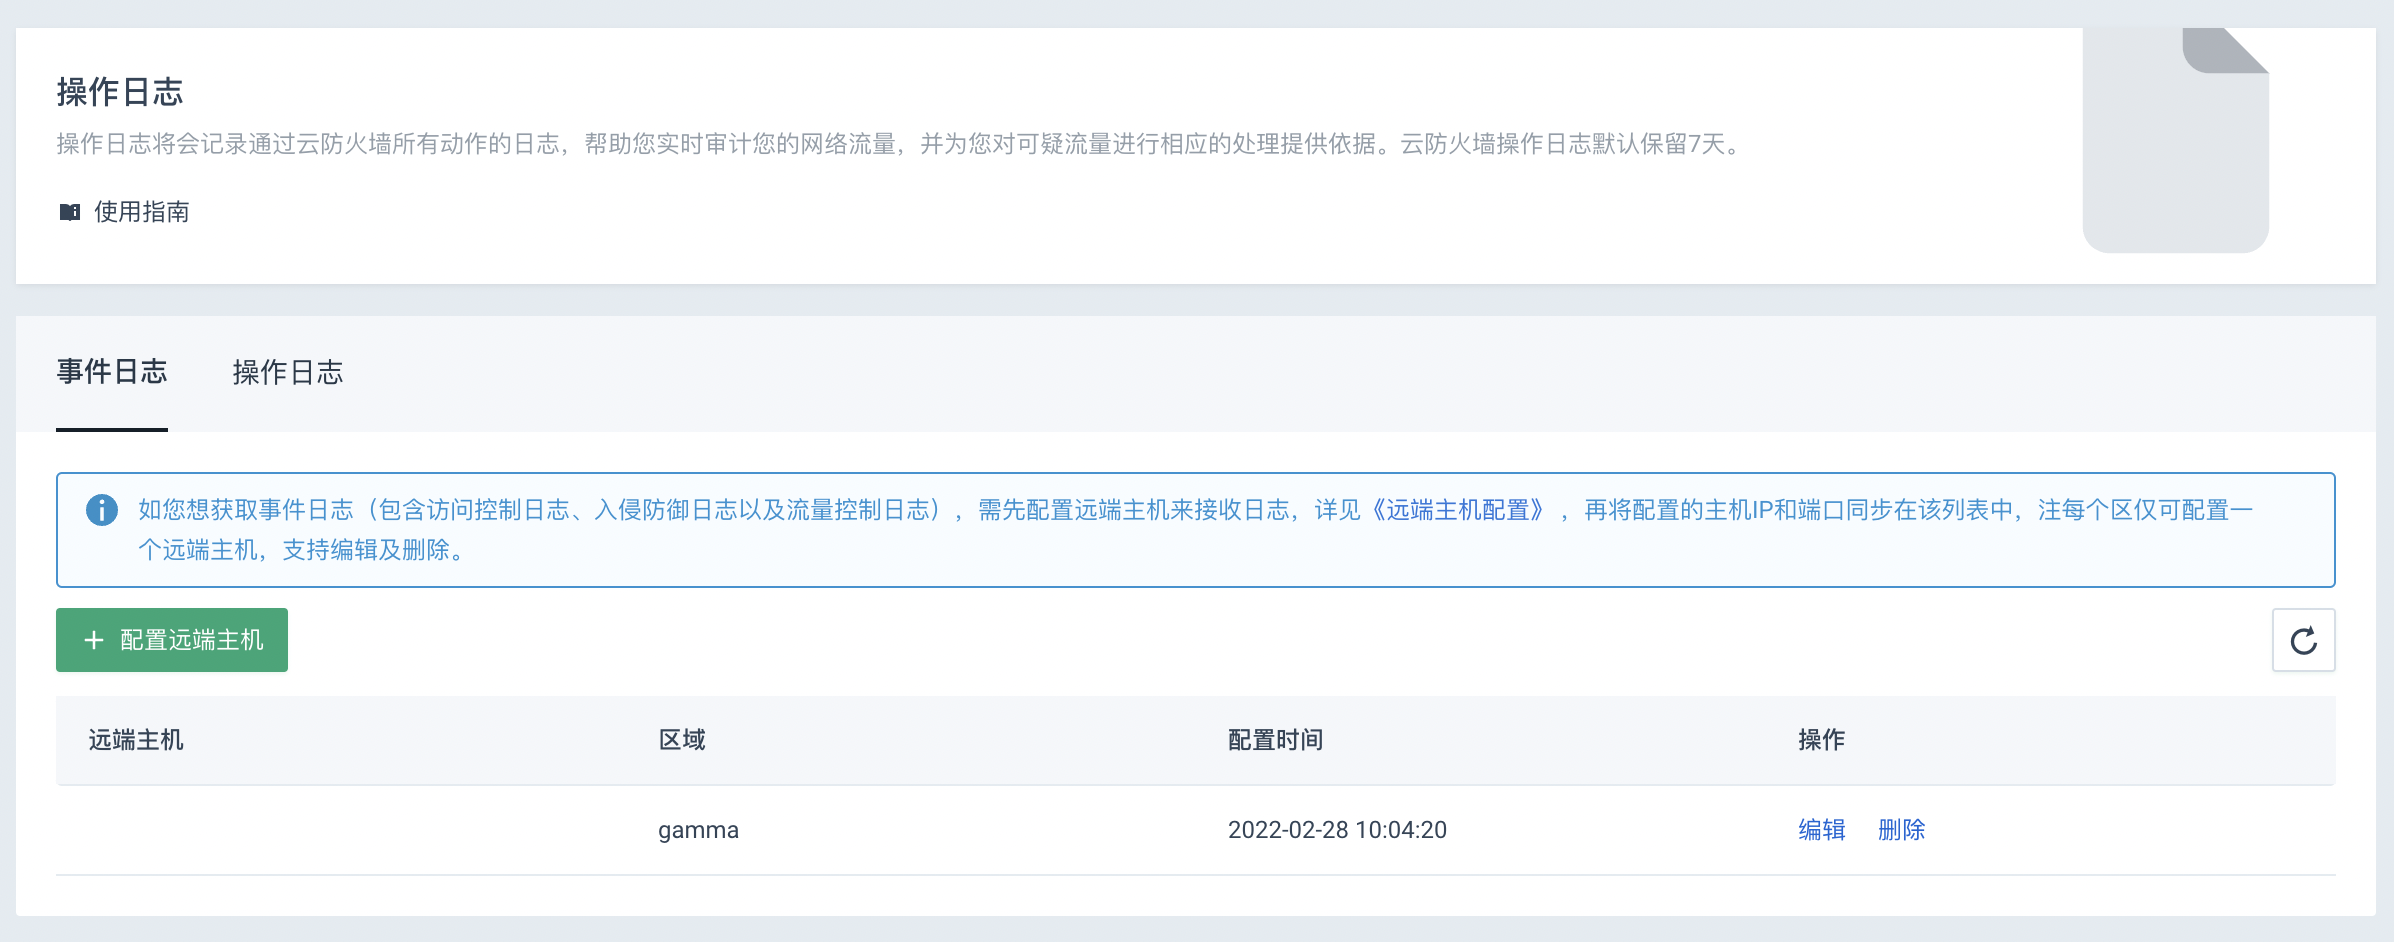 操作日志
操作日志将会记录通过云防火墙所有动作的日志，帮助您实时审计您的网络流量，并为您对可疑流量进行相应的处理提供依据。云防火墙操作日志默认保留7天。
使用指南
事件日志 操作日志
如您想获取事件日志（包含访问控制日志、入侵防御日志以及流量控制日志），需先配置远端主机来接收日志，详见《远端主机配置》，再将配置的主机IP和端口同步在该列表中，注每个区仅可配置一
个远端主机，支持编辑及删除。
+ 配置远端主机
远端主机 区域 配置时间 操作
gamma 2022-02-28 10:04:20 编辑 删除